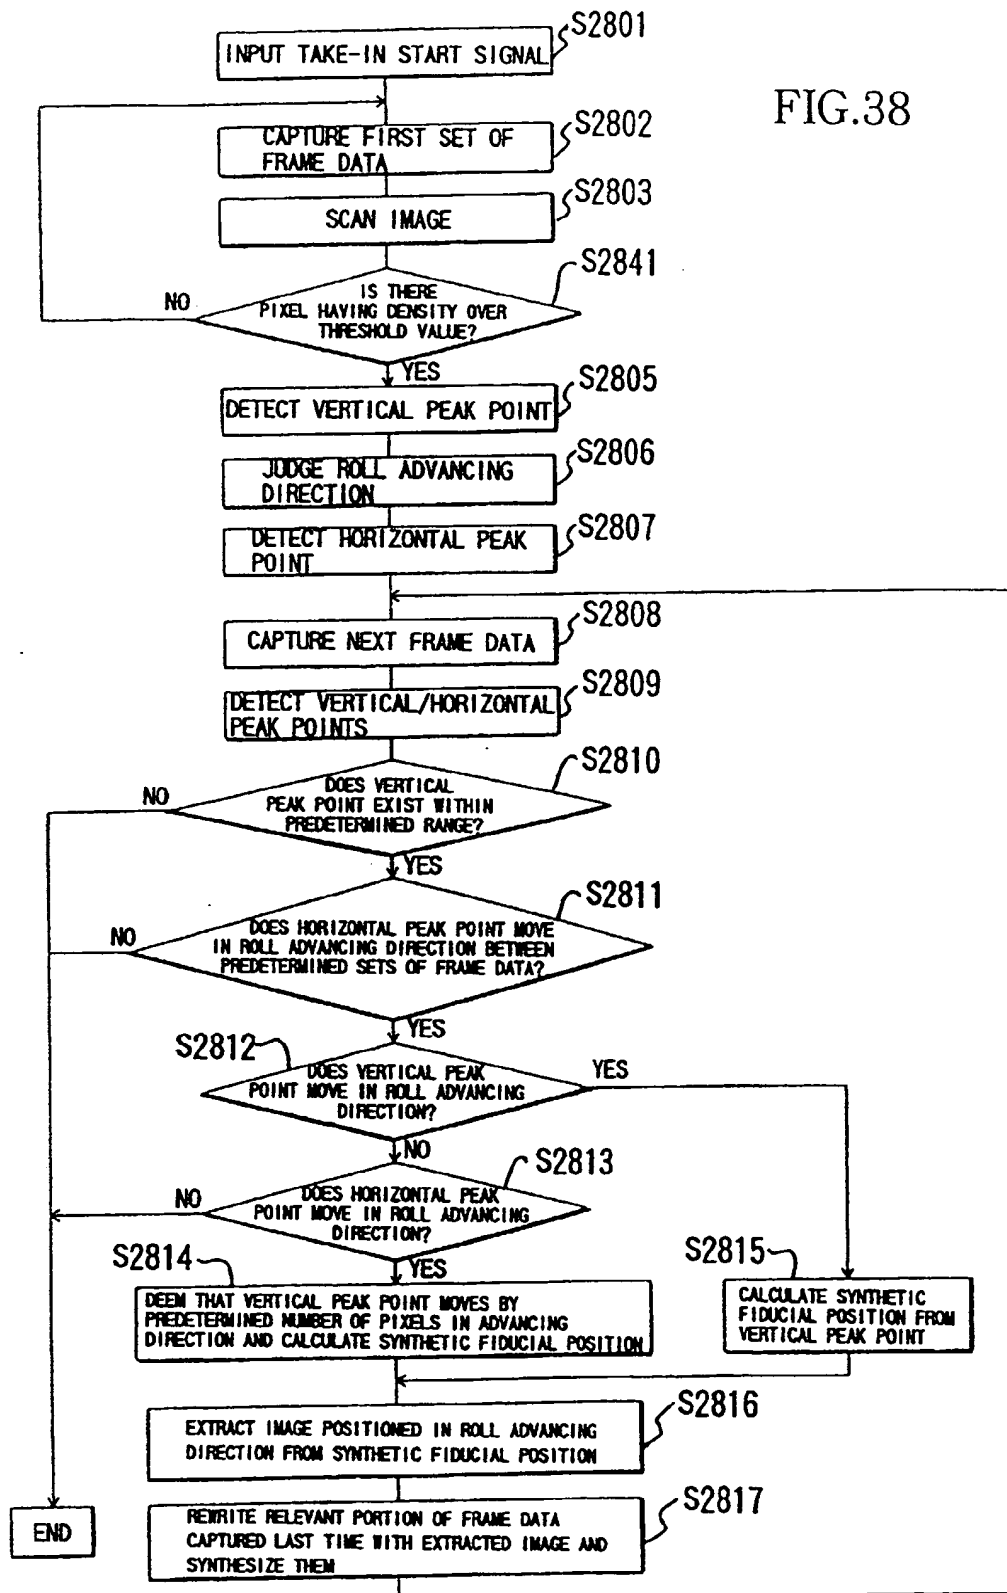 FIG.38
S2801
INPUT TAKE-IN START SIGNAL
S2802
CAPTURE FIRST SET OF
FRAME DATA
S2803
SCAN IMAGE
S2841
IS THERE
PIXEL HAVING DENSITY OVER
THRESHOLD VALUE?
NO
YES
S2805
DETECT VERTICAL PEAK POINT
S2806
JUDGE ROLL ADVANCING
DIRECTION
S2807
DETECT HORIZONTAL PEAK
POINT
S2808
CAPTURE NEXT FRAME DATA
S2809
DETECT VERTICAL/HORIZONTAL
PEAK POINTS
S2810
DOES VERTICAL
PEAK POINT EXIST WITHIN
PREDETERMINED RANGE?
NO
YES
S2811
DOES HORIZONTAL PEAK POINT MOVE
IN ROLL ADVANCING DIRECTION BETWEEN
PREDETERMINED SETS OF FRAME DATA?
NO
YES
S2812
DOES VERTICAL PEAK
POINT MOVE IN ROLL ADVANCING
DIRECTION?
YES
NO
S2813
DOES HORIZONTAL PEAK
POINT MOVE IN ROLL ADVANCING
DIRECTION?
NO
YES
S2814
DEEM THAT VERTICAL PEAK POINT MOVES BY
PREDETERMINED NUMBER OF PIXELS IN ADVANCING
DIRECTION AND CALCULATE SYNTHETIC FIDUCIAL POSITION
S2815
CALCULATE SYNTHETIC
FIDUCIAL POSITION FROM
VERTICAL PEAK POINT
S2816
EXTRACT IMAGE POSITIONED IN ROLL ADVANCING
DIRECTION FROM SYNTHETIC FIDUCIAL POSITION
S2817
REWRITE RELEVANT PORTION OF FRAME DATA
CAPTURED LAST TIME WITH EXTRACTED IMAGE AND
SYNTHESIZE THEM
END